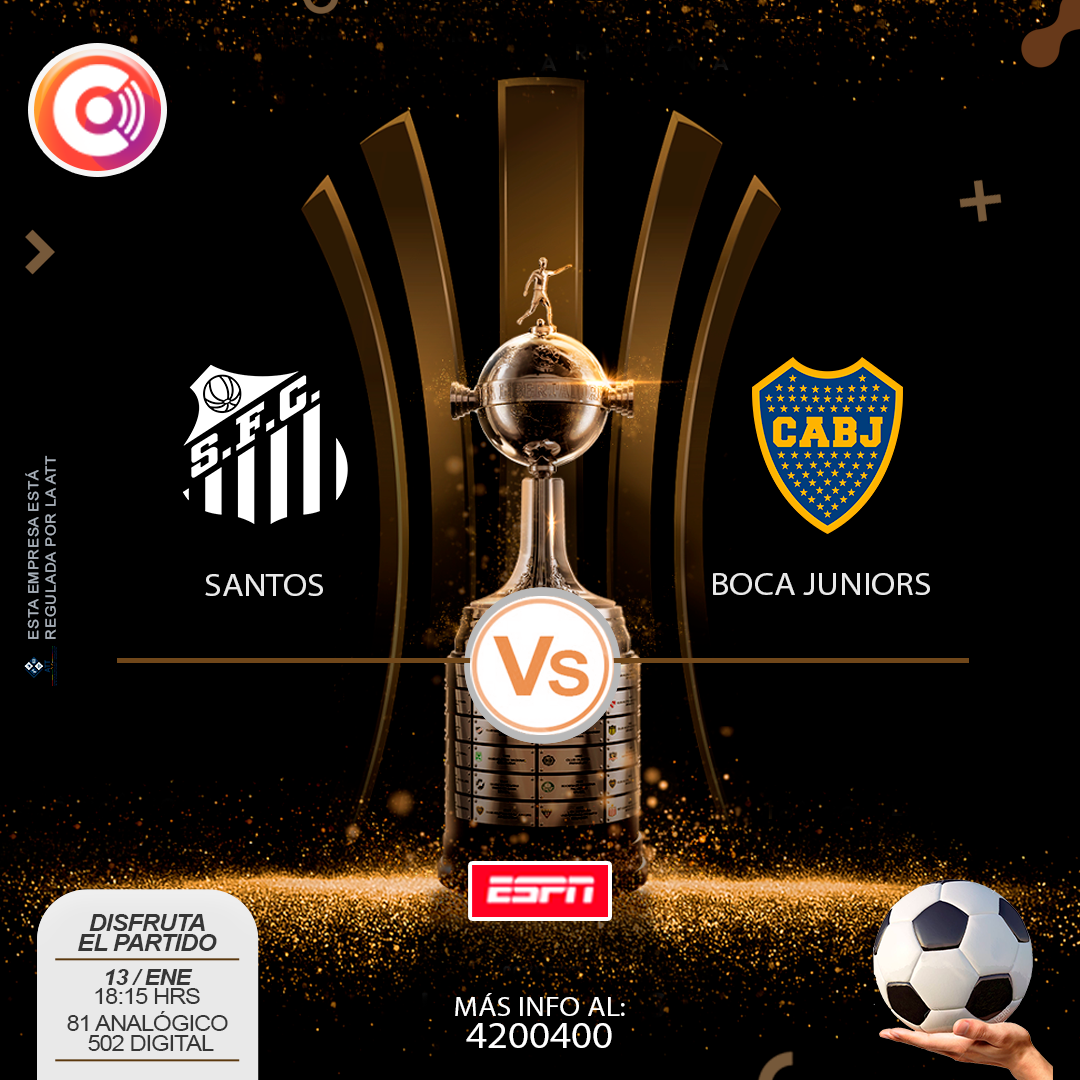 S.F.C.
CABJ
SANTOS
BOCA JUNIORS
ESTA EMPRESA ESTÁ
REGULADA POR LA ATT
Vs
ESPN
DISFRUTA
EL PARTIDO
13 / ENE
18:15 HRS
81 ANALÓGICO
502 DIGITAL
MÁS INFO AL:
4200400